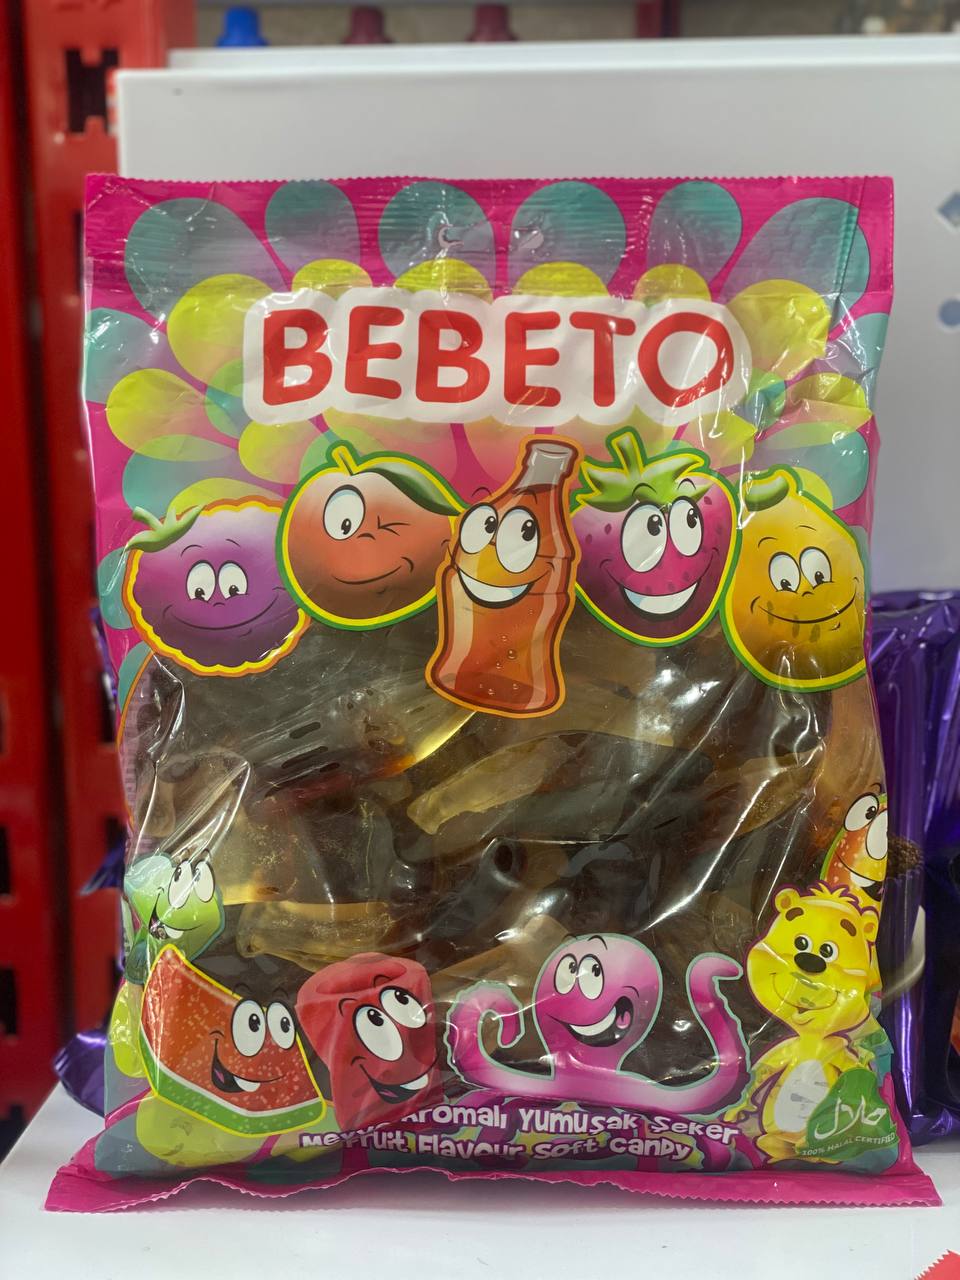 BEBETO
Aromalı Yumuşak Şeker
Fruit Flavour Soft Candy
حلال
100% HALAL CERTIFIED